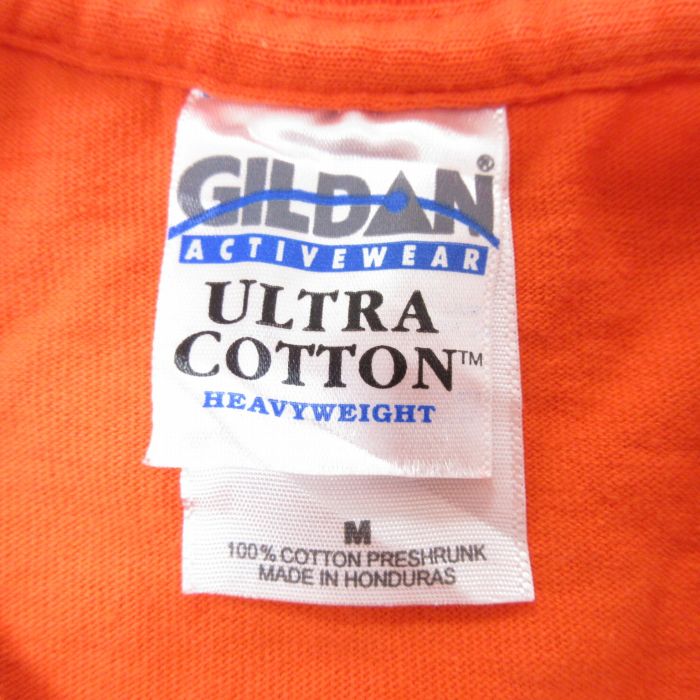 GILDAN®
ACTIVEWEAR
ULTRA
COTTON™
HEAVYWEIGHT
M
100% COTTON PRESHRUNK
MADE IN HONDURAS